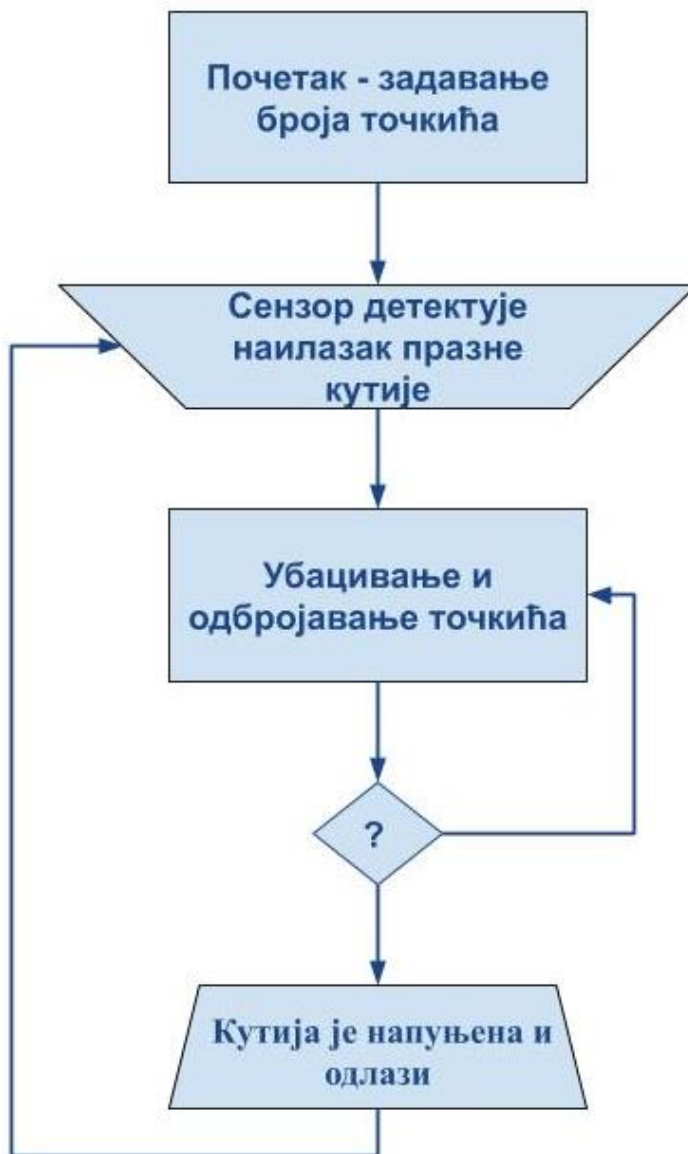 Почетак - задавање
броја точкића
Сензор детектује
наилазак празне
кутије
Убацивање и
одбројавање точкића
?
Кутија је напуњена и
одлази